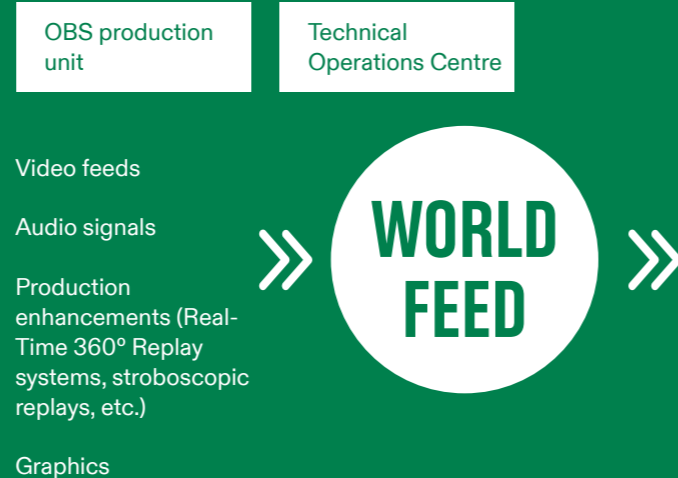 OBS production
unit
Technical
Operations Centre
Video feeds
Audio signals
Production
enhancements (Real-
Time 360º Replay
systems, stroboscopic
replays, etc.)
Graphics
WORLD
FEED